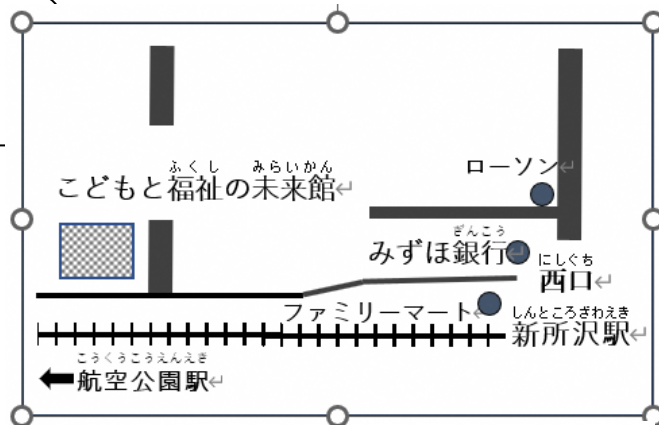 ローソン
ふくし みらいかん
こどもと福祉の未来館
ぎんこう
みずほ銀行
にしぐち
西口
ファミリーマート
しんところざわえき
新所沢駅
こうくうこうえんえき
航空公園駅